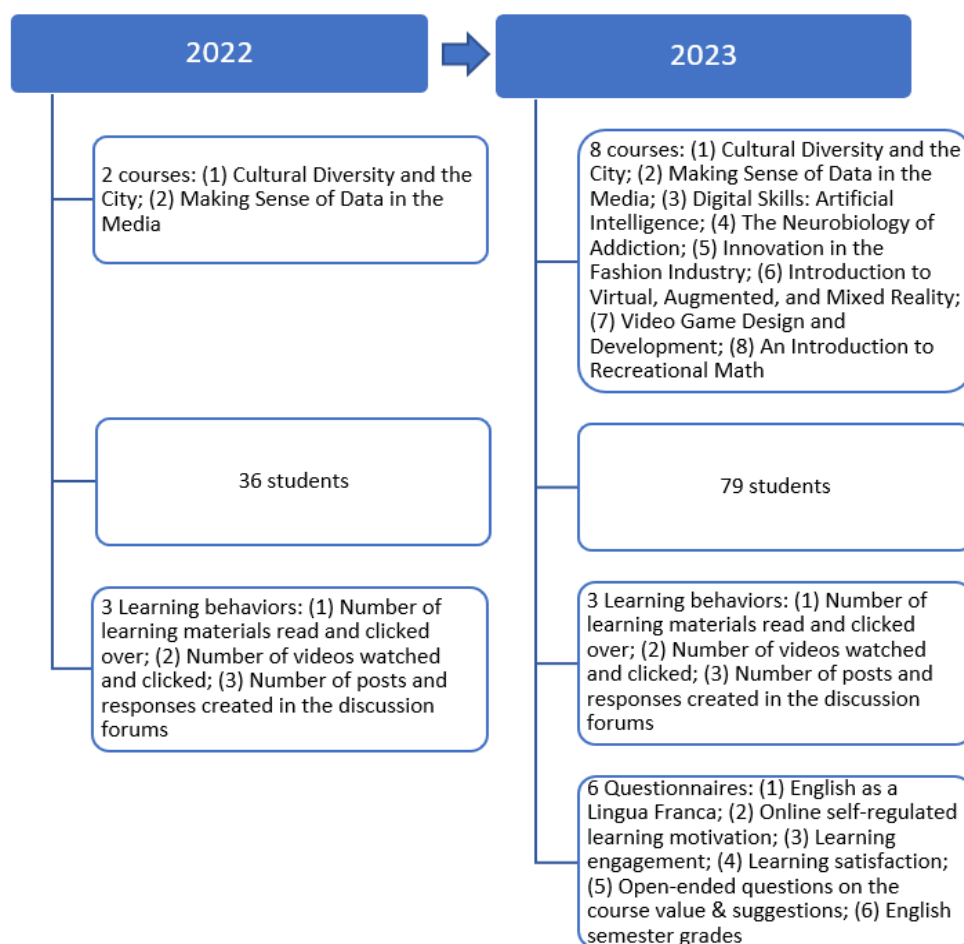 2022
2 courses: (1) Cultural Diversity and the
City; (2) Making Sense of Data in the
Media
36 students
3 Learning behaviors: (1) Number of
learning materials read and clicked
over; (2) Number of videos watched
and clicked; (3) Number of posts and
responses created in the discussion
forums
2023
8 courses: (1) Cultural Diversity and the
City; (2) Making Sense of Data in the
Media; (3) Digital Skills: Artificial
Intelligence; (4) The Neurobiology of
Addiction; (5) Innovation in the
Fashion Industry; (6) Introduction to
Virtual, Augmented, and Mixed Reality;
(7) Video Game Design and
Development; (8) An Introduction to
Recreational Math
79 students
3 Learning behaviors: (1) Number of
learning materials read and clicked
over; (2) Number of videos watched
and clicked; (3) Number of posts and
responses created in the discussion
forums
6 Questionnaires: (1) English as a
Lingua Franca; (2) Online self-regulated
learning motivation; (3) Learning
engagement; (4) Learning satisfaction;
(5) Open-ended questions on the
course value & suggestions; (6) English
semester grades